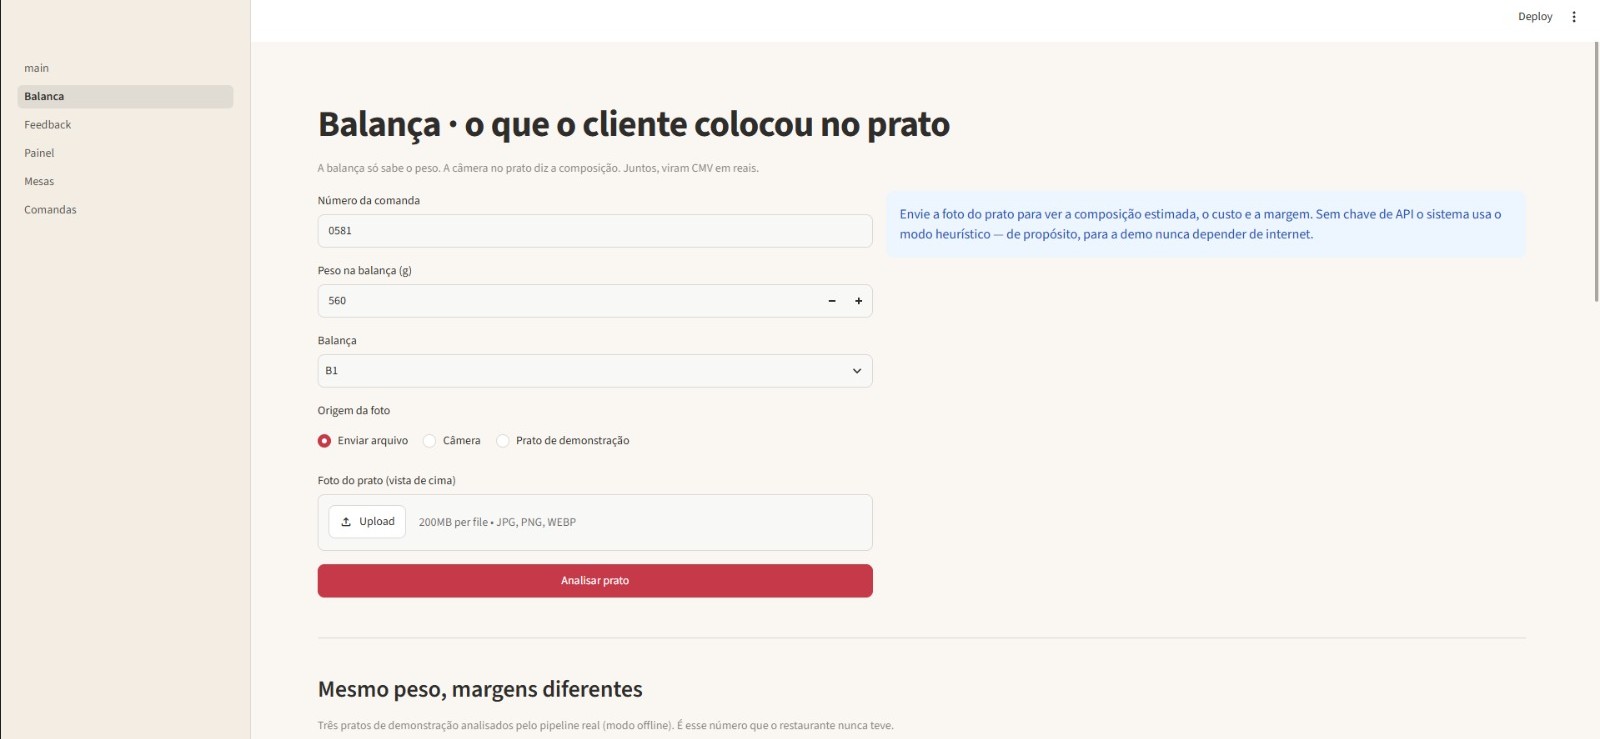 Deploy
main
Balanca
Feedback
Painel
Mesas
Comandas
Balança · o que o cliente colocou no prato
A balança só sabe o peso. A câmera no prato diz a composição. Juntos, viram CMV em reais.
Número da comanda
0581
Peso na balança (g)
560
Balança
B1
Origem da foto
Enviar arquivo
Câmera
Prato de demonstração
Foto do prato (vista de cima)
Upload
200MB per file • JPG, PNG, WEBP
Analisar prato
Envie a foto do prato para ver a composição estimada, o custo e a margem. Sem chave de API o sistema usa o
modo heurístico — de propósito, para a demo nunca depender de internet.
Mesmo peso, margens diferentes
Três pratos de demonstração analisados pelo pipeline real (modo offline). É esse número que o restaurante nunca teve.